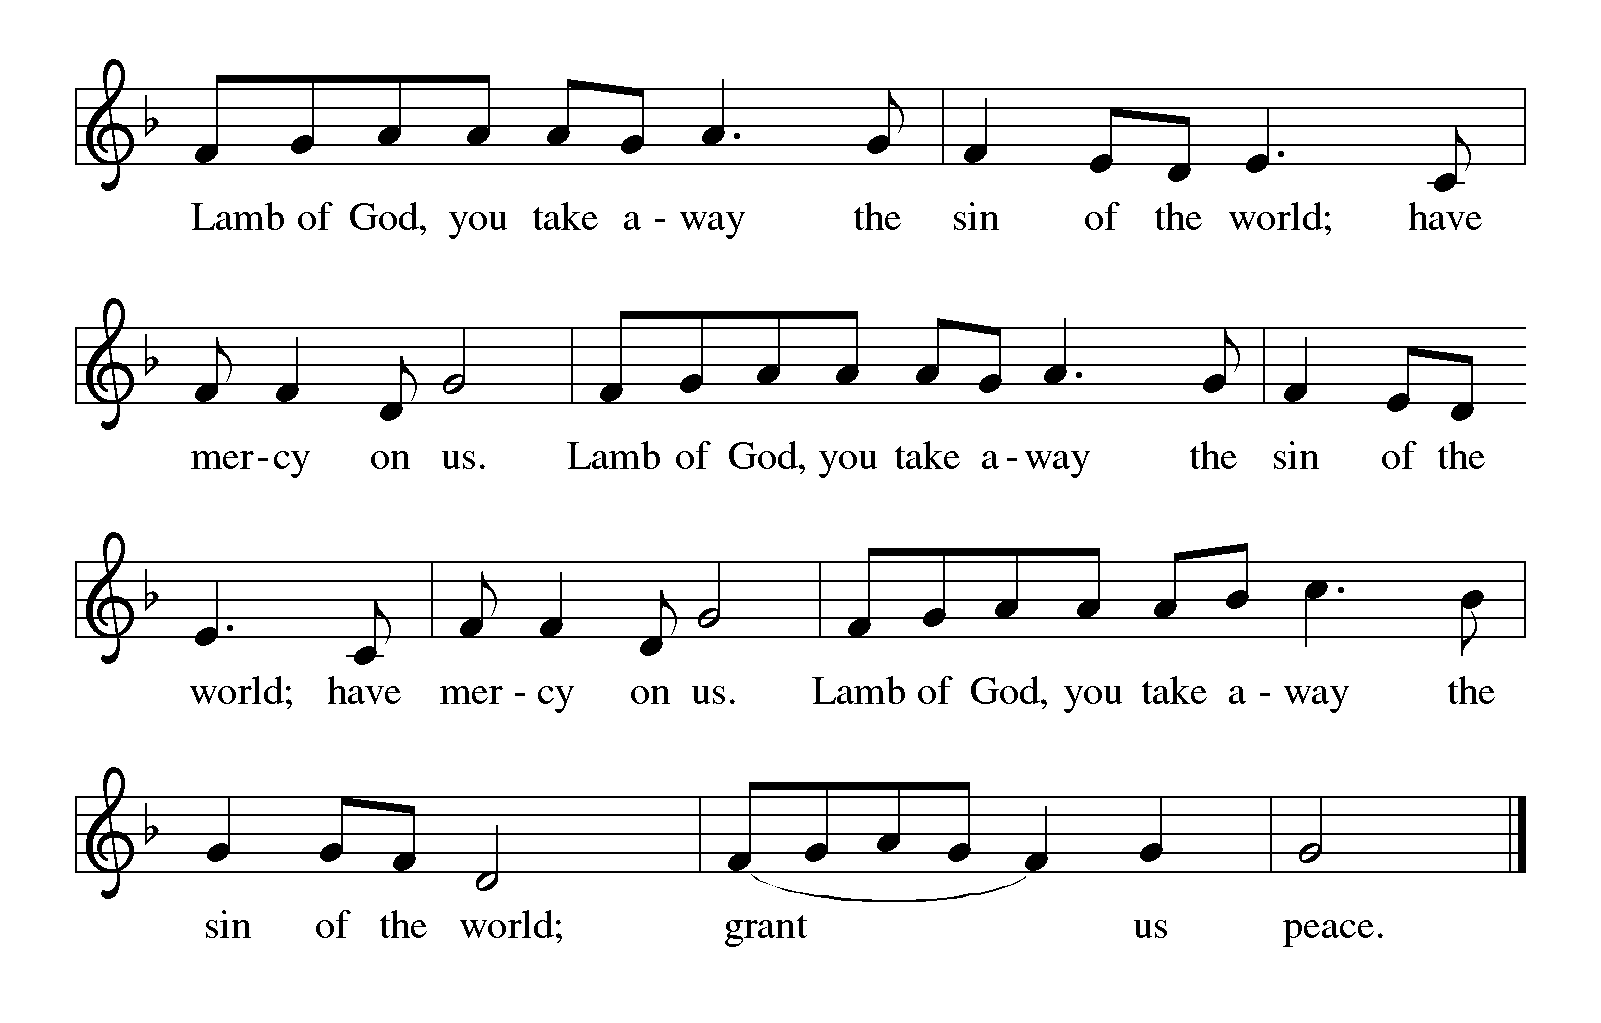 Lamb of God, you take a - way the sin of the world; have
mer - cy on us. Lamb of God, you take a - way the sin of the
world; have mer - cy on us. Lamb of God, you take a - way the
sin of the world; grant us peace.